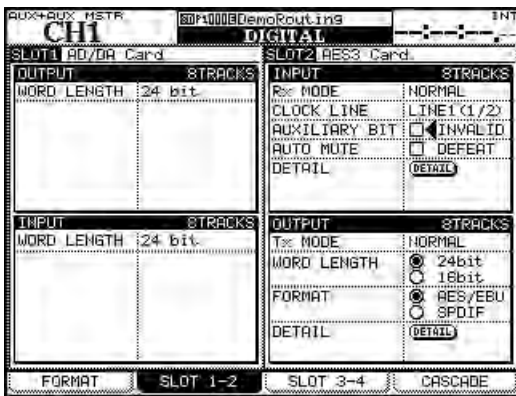 AUX+AUX MSTR
CH1
DemoRouting
DIGITAL
INT
--:--:--.
SLOT1 AD/DA Card
OUTPUT 8TRACKS
WORD LENGTH 24 bit
INPUT 8TRACKS
WORD LENGTH 24 bit
SLOT2 AES3 Card
INPUT 8TRACKS
Rx MODE NORMAL
CLOCK LINE LINE1(1/2)
AUXILIARY BIT INVALID
AUTO MUTE DEFEAT
DETAIL DETAIL
OUTPUT 8TRACKS
Tx MODE NORMAL
WORD LENGTH 24bit
16bit
FORMAT AES/EBU
SPDIF
DETAIL DETAIL
FORMAT SLOT 1-2 SLOT 3-4 CASCADE